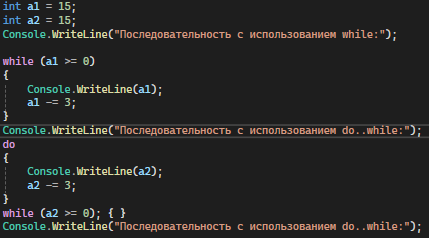 int a1 = 15;
int a2 = 15;
Console.WriteLine("Последовательность с использованием while:");
while (a1 >= 0)
{
Console.WriteLine(a1);
a1 -= 3;
}
Console.WriteLine("Последовательность с использованием do..while:");
do
{
Console.WriteLine(a2);
a2 -= 3;
}
while (a2 >= 0); { }
Console.WriteLine("Последовательность с использованием do..while:");